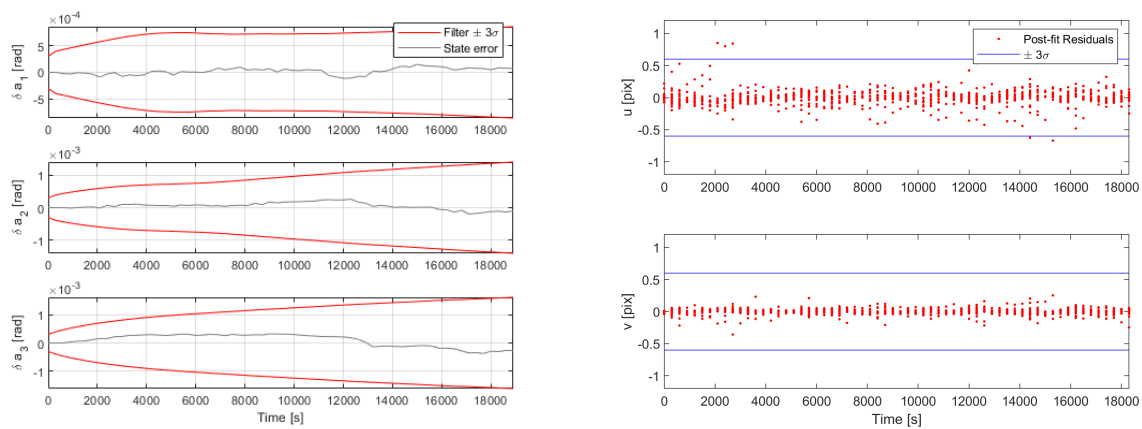 ×10⁻⁴
Filter ± 3σ
State error
5
0
-5
δ a₁ [rad]
0 2000 4000 6000 8000 10000 12000 14000 16000 18000
×10⁻³
1
0
-1
δ a₂ [rad]
0 2000 4000 6000 8000 10000 12000 14000 16000 18000
×10⁻³
1
0
-1
δ a₃ [rad]
0 2000 4000 6000 8000 10000 12000 14000 16000 18000
Time [s]
Post-fit Residuals
± 3σ
1
0.5
0
-0.5
-1
u [pix]
0 2000 4000 6000 8000 10000 12000 14000 16000 18000
1
0.5
0
-0.5
-1
v [pix]
0 2000 4000 6000 8000 10000 12000 14000 16000 18000
Time [s]